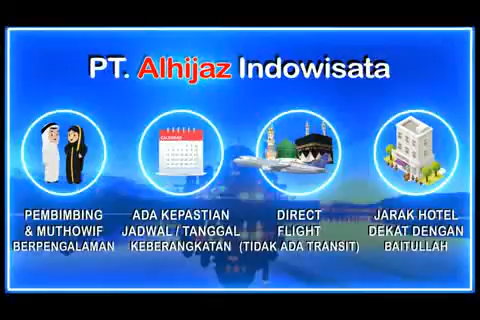 PT. Alhijaz Indowisata
CALENDAR
PEMBIMBING
& MUTHOWIF
BERPENGALAMAN
ADA KEPASTIAN
JADWAL / TANGGAL
KEBERANGKATAN
DIRECT
FLIGHT
(TIDAK ADA TRANSIT)
JARAK HOTEL
DEKAT DENGAN
BAITULLAH